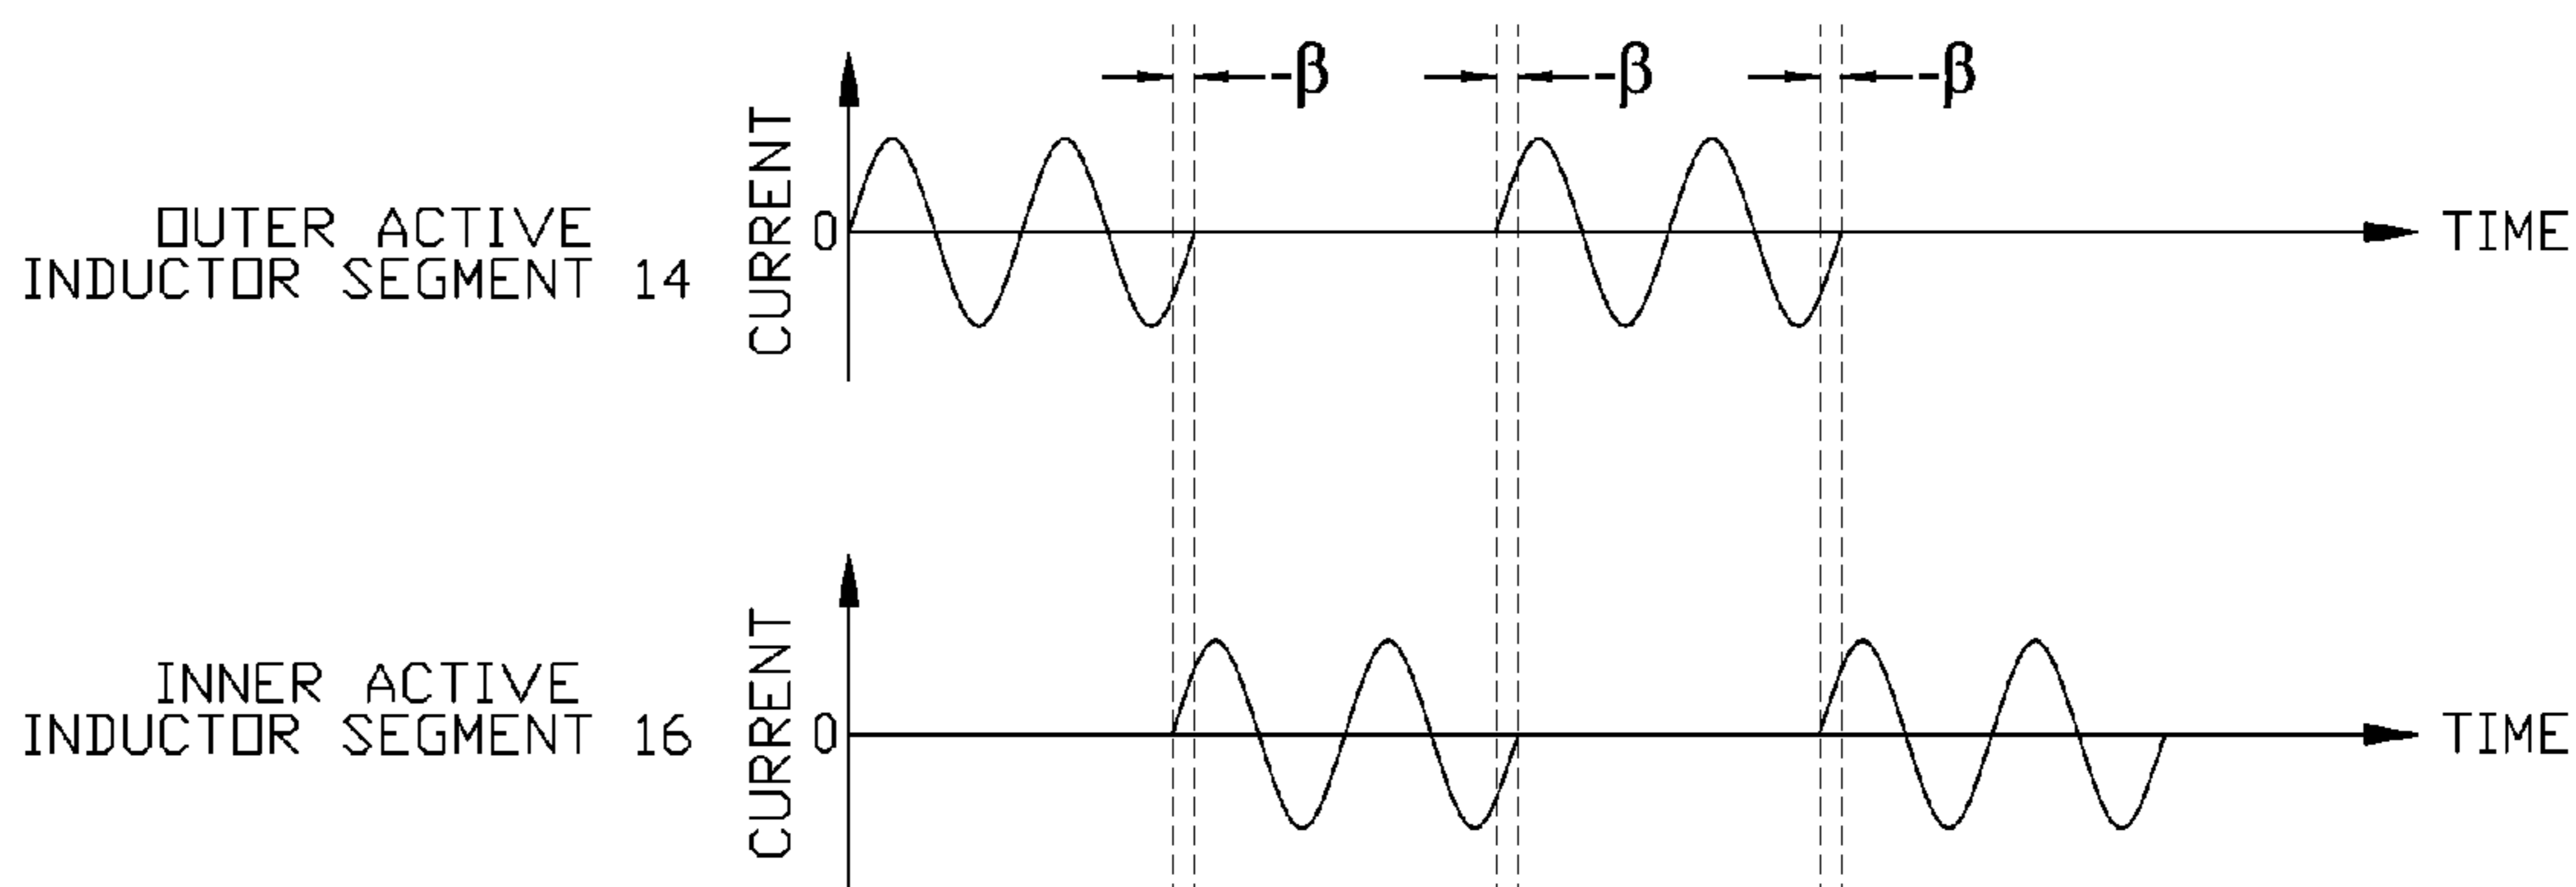 -β -β -β
CURRENT
0
OUTER ACTIVE
INDUCTOR SEGMENT 14
TIME
CURRENT
0
INNER ACTIVE
INDUCTOR SEGMENT 16
TIME